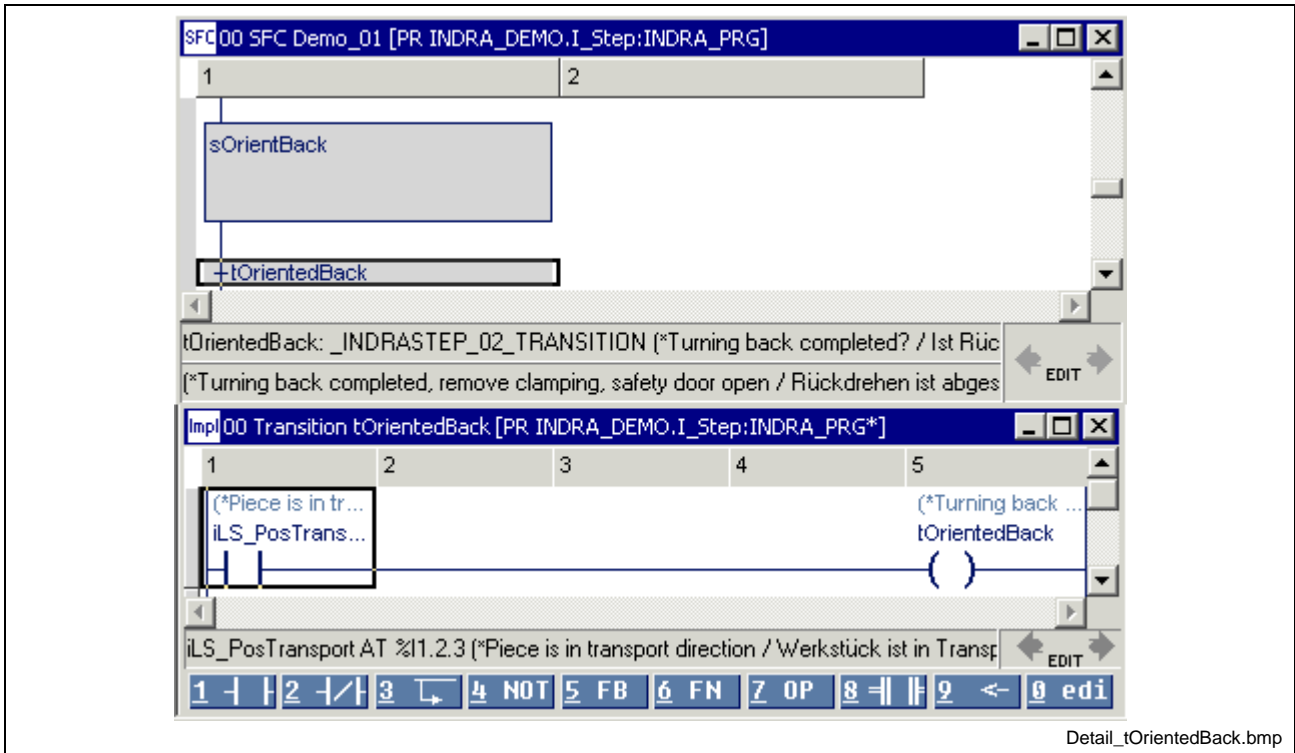 SFC 00 SFC Demo_01 [PR INDRA_DEMO.I_Step:INDRA_PRG]
1 2
sOrientBack
tOrientedBack
tOrientedBack: _INDRASTEP_02_TRANSITION (*Turning back completed? / Ist Rüc
EDIT
(*Turning back completed, remove clamping, safety door open / Rückdrehen ist abges
Impl 00 Transition tOrientedBack [PR INDRA_DEMO.I_Step:INDRA_PRG*]
1 2 3 4 5
(*Piece is in tr... (*Turning back ...
iLS_PosTrans... tOrientedBack
iLS_PosTransport AT %I1.2.3 (*Piece is in transport direction / Werkstück ist in Transp
EDIT
1 2 3 4 NOT 5 FB 6 FN 7 OP 8 9 <- 0 edi
Detail_tOrientedBack.bmp